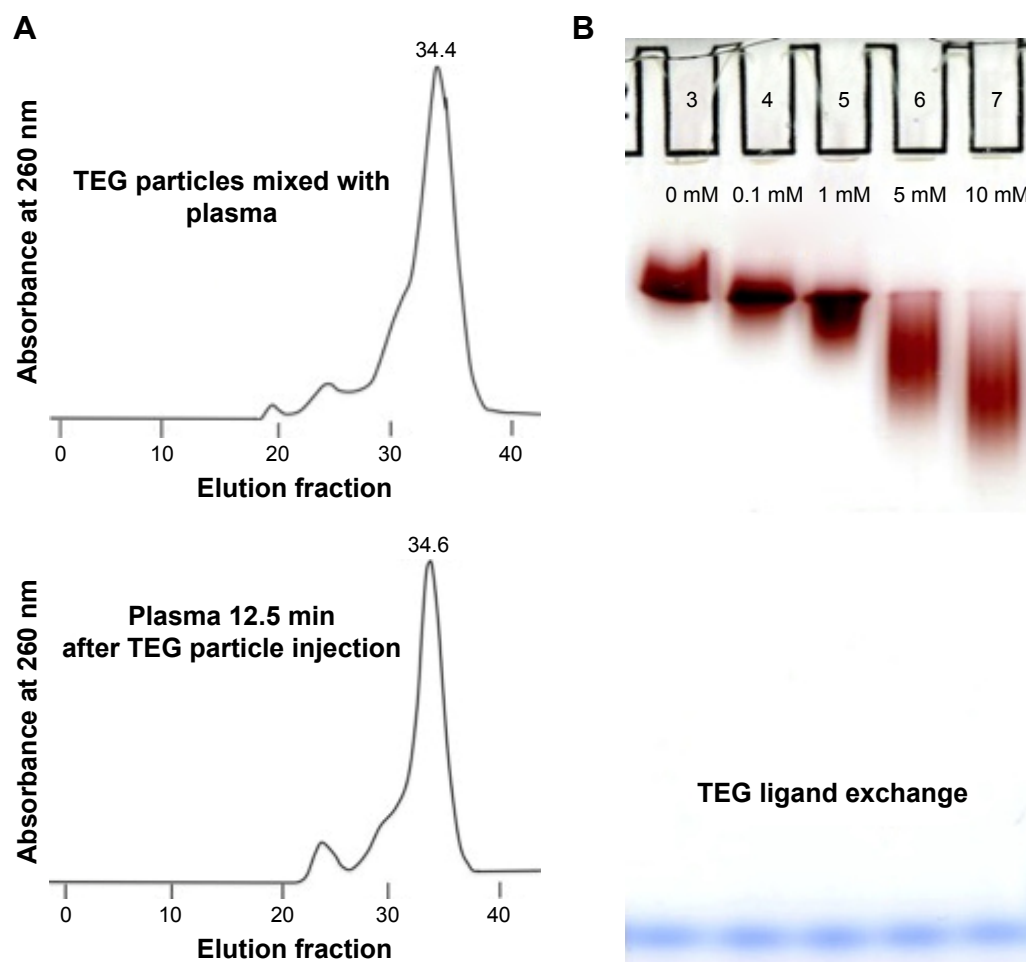 A
34.4
TEG particles mixed with
plasma
Absorbance at 260 nm
0 10 20 30 40
Elution fraction
34.6
Plasma 12.5 min
after TEG particle injection
Absorbance at 260 nm
0 10 20 30 40
Elution fraction
B
3 4 5 6 7
0 mM 0.1 mM 1 mM 5 mM 10 mM
TEG ligand exchange